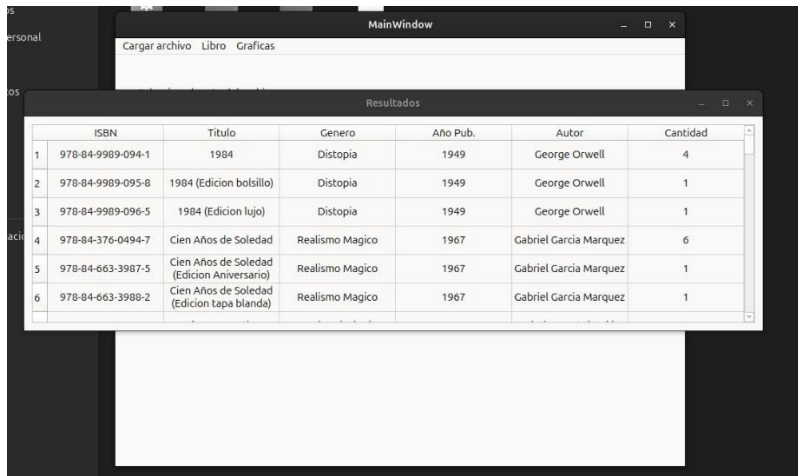 os
ersonal
MainWindow
Cargar archivo Libro Graficas
tos
Resultados
ISBN Titulo Genero Año Pub. Autor Cantidad
1 978-84-9989-094-1 1984 Distopia 1949 George Orwell 4
2 978-84-9989-095-8 1984 (Edicion bolsillo) Distopia 1949 George Orwell 1
3 978-84-9989-096-5 1984 (Edicion lujo) Distopia 1949 George Orwell 1
acio
4 978-84-376-0494-7 Cien Años de Soledad Realismo Magico 1967 Gabriel Garcia Marquez 6
5 978-84-663-3987-5 Cien Años de Soledad (Edicion Aniversario) Realismo Magico 1967 Gabriel Garcia Marquez 1
6 978-84-663-3988-2 Cien Años de Soledad (Edicion tapa blanda) Realismo Magico 1967 Gabriel Garcia Marquez 1